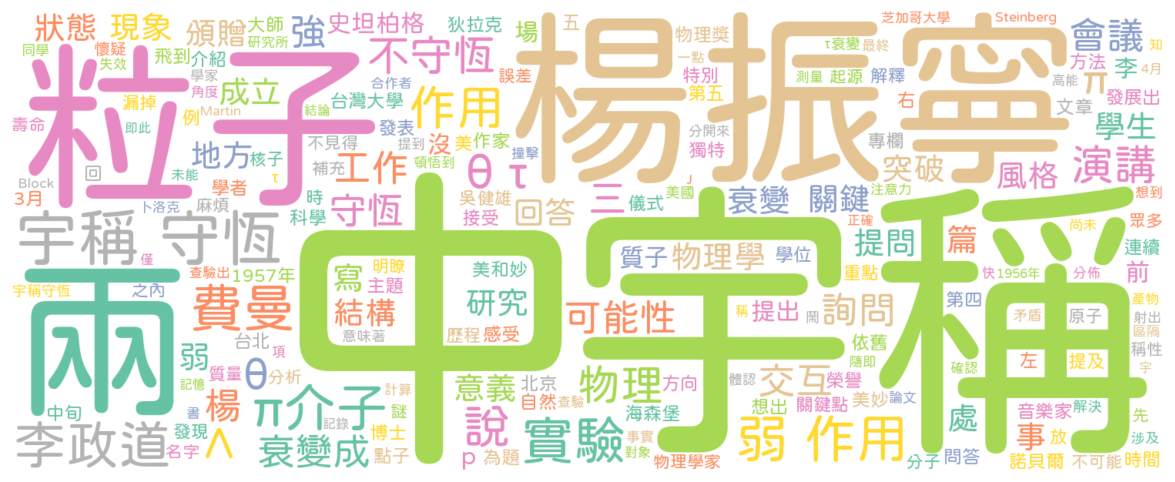 狀態 現象 頒贈 大師 強 史坦柏格 狄拉克 場 五 物理獎 芝加哥大學 Steinberg 會議 知
同學 懷疑 失效 飛到 研究所 介紹 不守恆 誤差 一點 特別 τ衰變 最終 π 方法 李 4月
粒子 學家 角度 成立 合作者 楊振寧 第五 測量 起源 解釋 高能 發展出
壽命 漏掉 例 Martin 結論 台灣大學 作用 獨特 右 文章 學生
即此 不見得 提到 發表 沒 美 作家 分開來 專欄
地方 核子 工作 頓悟到 撞擊 突破 風格 演講
Block 回 未能 τ 補充 θ τ J 美國 注意力 想到
3月 學者 時 守恆 吳健雄 儀式 三 衰變 關鍵
卜洛克 麻煩 科學 接受 回答 正確 尚未 眾多
宇稱 守恆 中 宇稱 質子 物理學 學位 提問 篇 連續
僅 查驗出 1957年 寫 明瞭 主題 美和妙 重點 快 1956年 分佈 前
宇稱守恆 之內 研究 稱 提出 詢問 第四 產物
兩 費曼 結構 可能性 鬧 矛盾 原子 射出
台北 意味著 歷程 感受 依舊 區隔
弱 項 隨即 左 提及 稱性
記憶 質量 θ 分析 意義 北京 物理 方向 體認 交互 榮譽 確認 宇
楊 π介子 計算 自然 查驗 想出 關鍵點 美妙 論文 音樂家 解決 先
中旬 書 謎 海森堡 處
李政道 發現 Λ 衰變成 記錄 博士 說 實驗 事實 弱 作用 事 放 涉及
名字 點子 p 為題 對象 物理學家 分子 問答 諾貝爾 不可能 時間